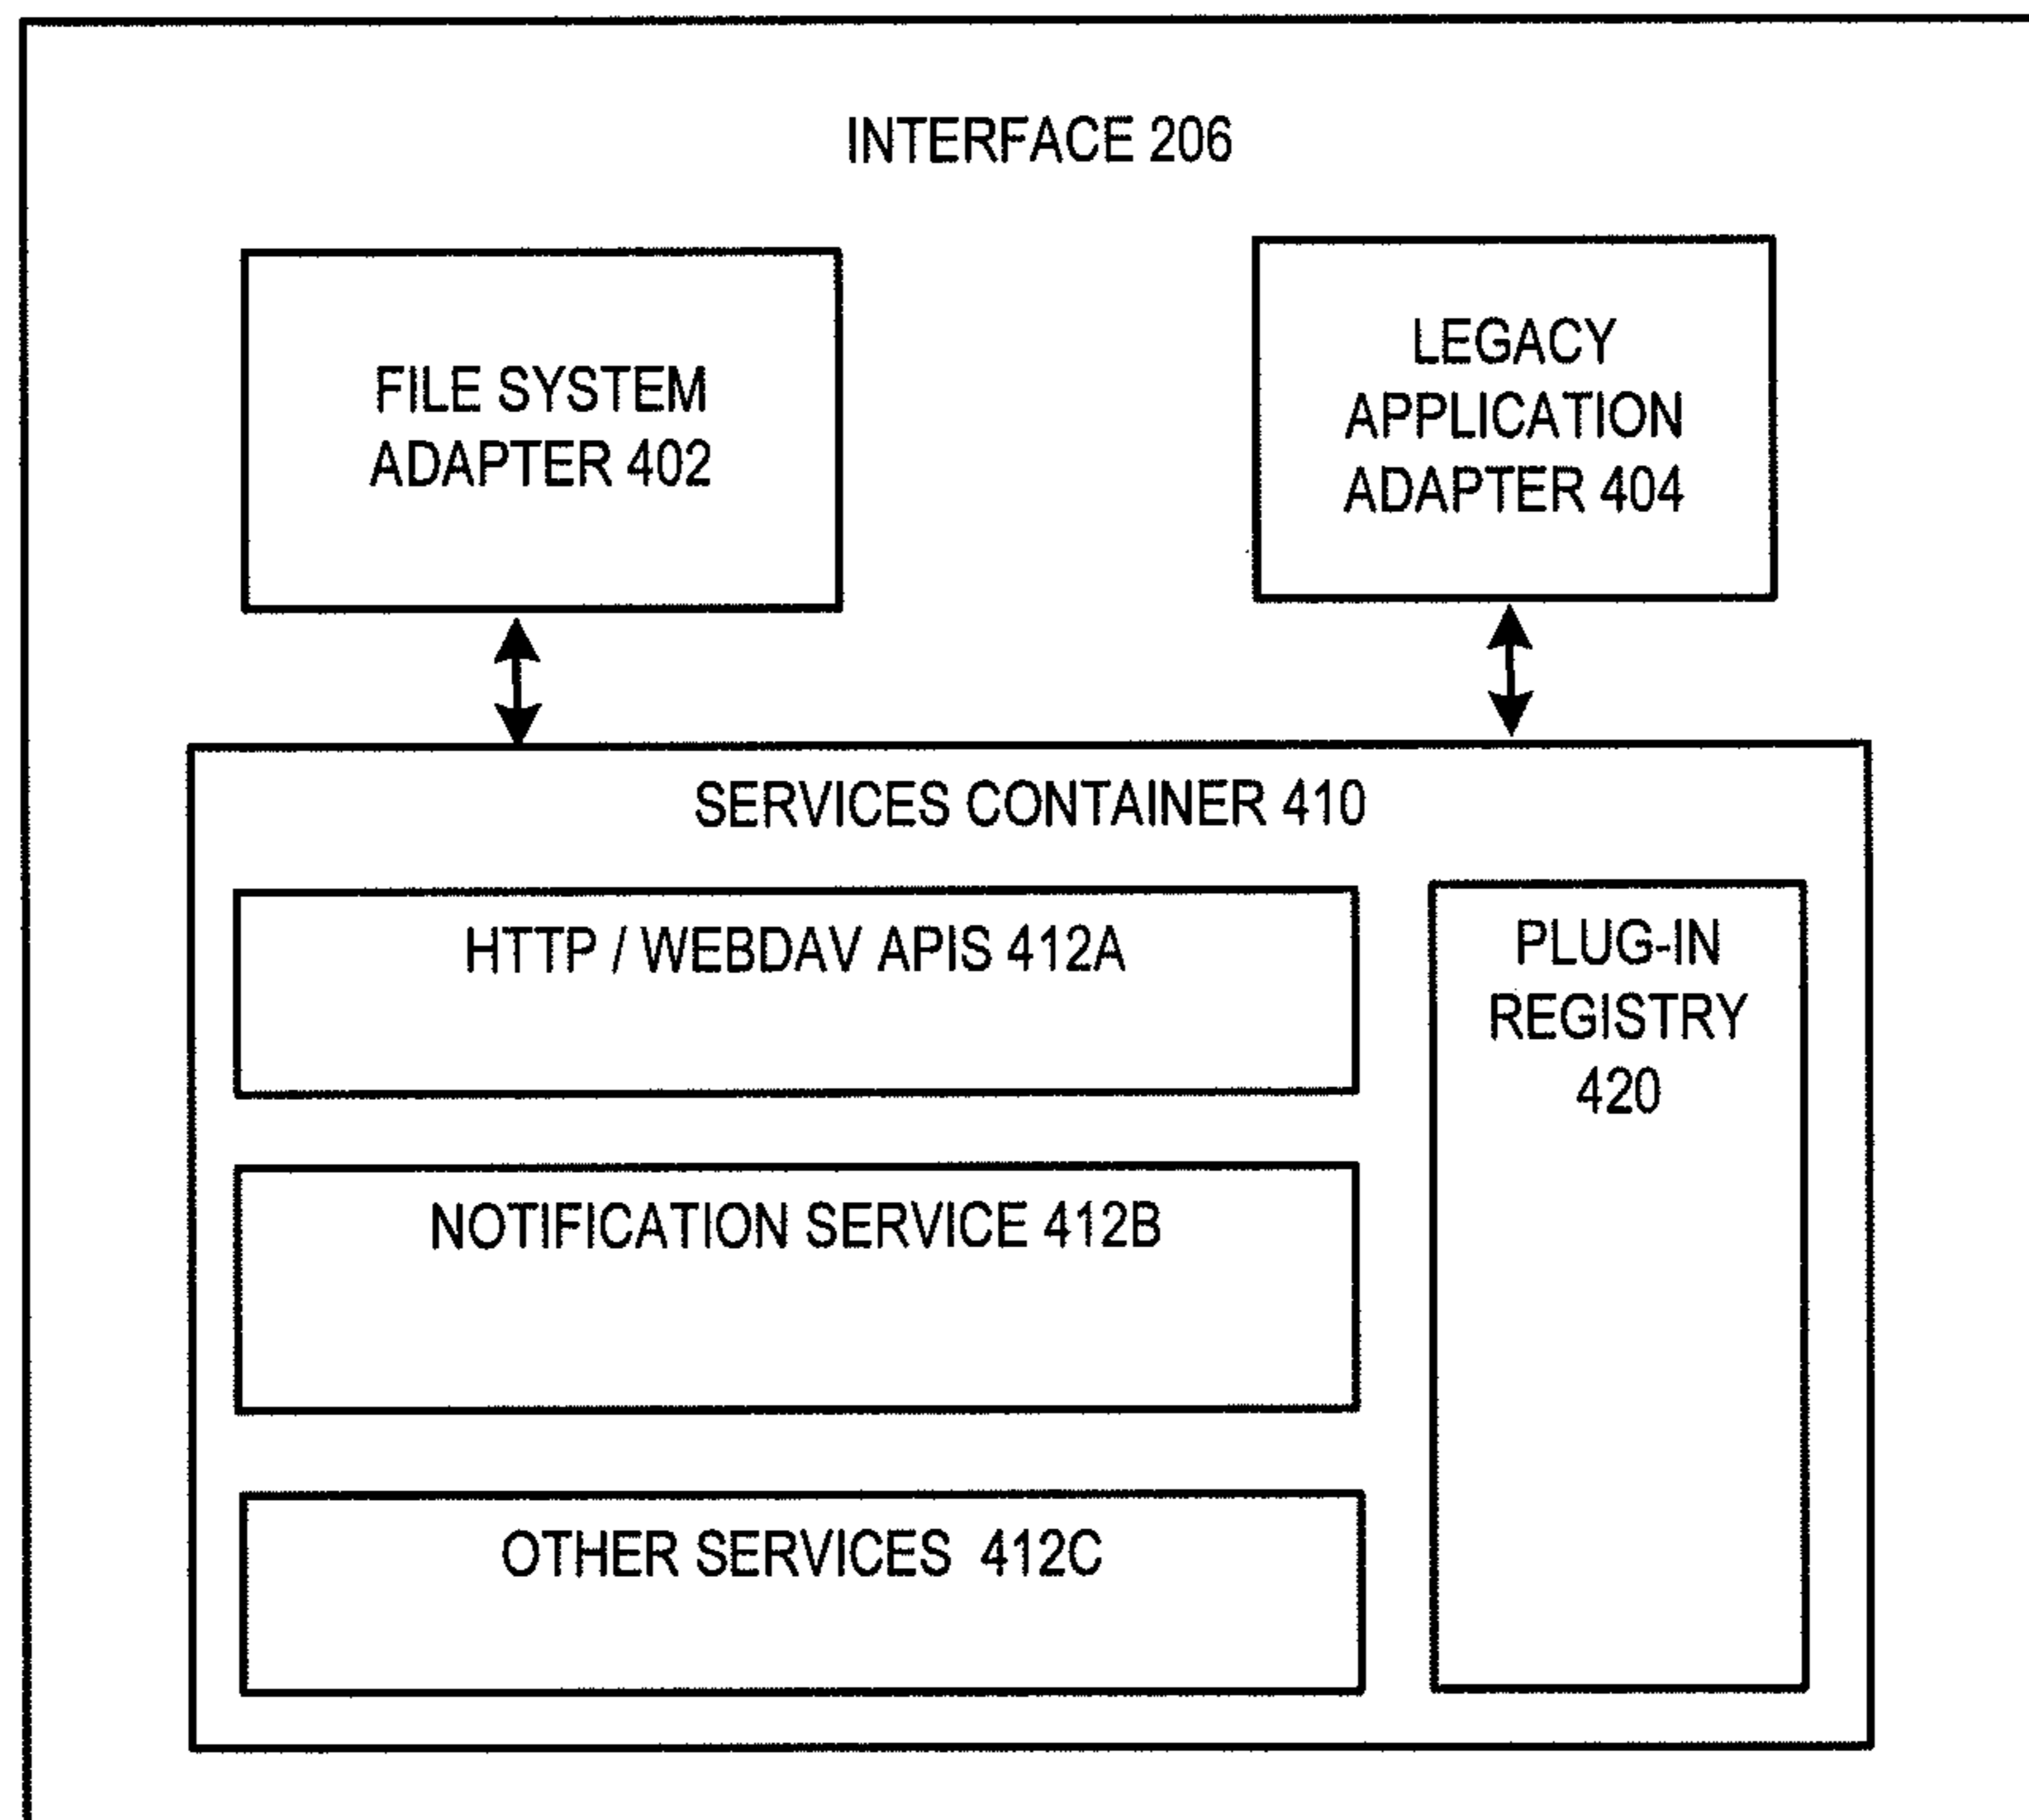 INTERFACE 206
FILE SYSTEM
ADAPTER 402
LEGACY
APPLICATION
ADAPTER 404
SERVICES CONTAINER 410
HTTP / WEBDAV APIS 412A
NOTIFICATION SERVICE 412B
OTHER SERVICES 412C
PLUG-IN
REGISTRY
420